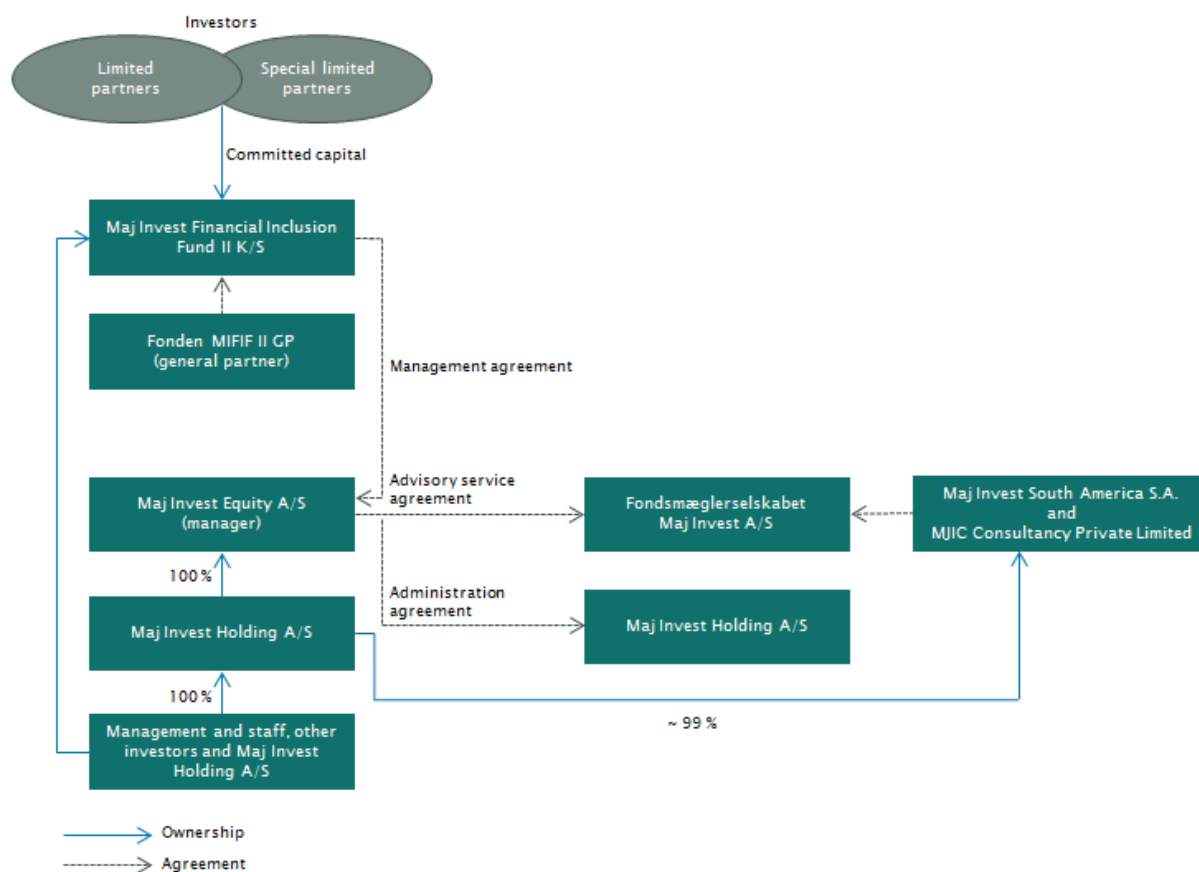 Investors
Limited
partners
Special limited
partners
Committed capital
Maj Invest Financial Inclusion
Fund II K/S
Fonden MIFIF II GP
(general partner)
Management agreement
Maj Invest Equity A/S
(manager)
Advisory service
agreement
Fondsmæglerselskabet
Maj Invest A/S
Maj Invest South America S.A.
and
MJIC Consultancy Private Limited
100 %
Administration
agreement
Maj Invest Holding A/S
Maj Invest Holding A/S
100 %
~ 99 %
Management and staff, other
investors and Maj Invest
Holding A/S
Ownership
Agreement